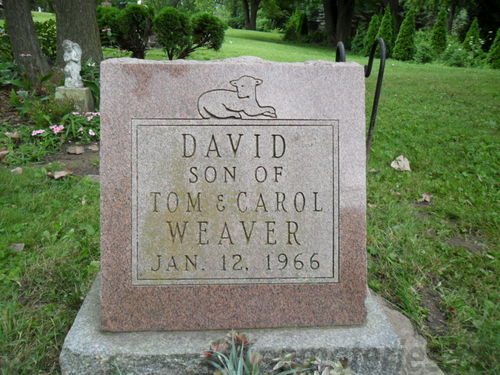 DAVID
SON OF
TOM & CAROL
WEAVER
JAN. 12, 1966